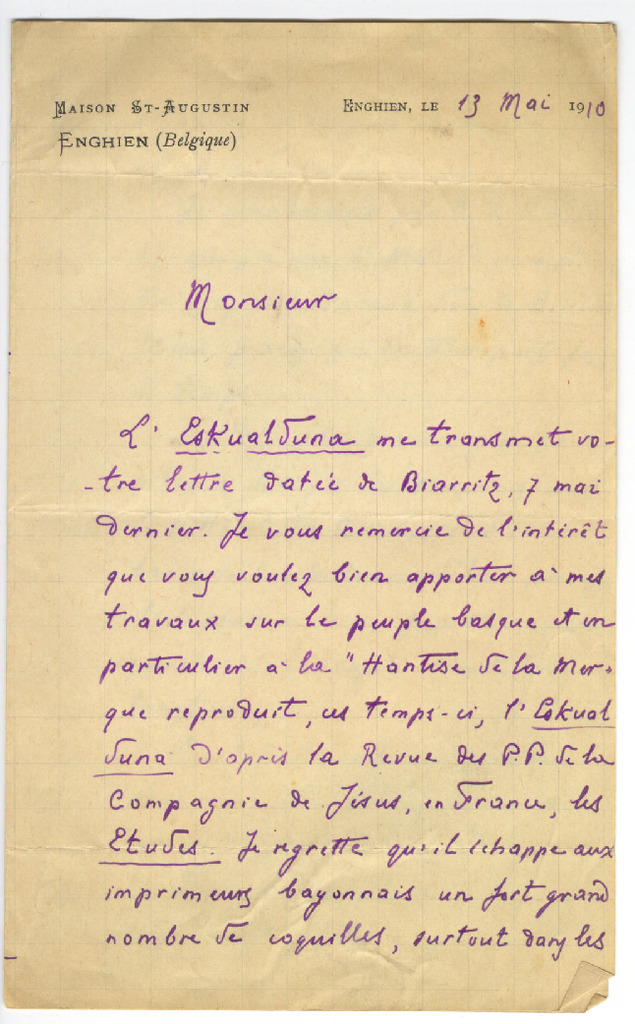 MAISON ST-AUGUSTIN
ENGHIEN, LE 13 Mai 1910
ENGHIEN (Belgique)
Monsieur
L' Eskualduna me transmet vo-
-tre lettre datée de Biarritz, 7 mai
dernier. Je vous remercie de l'intérêt
que vous voulez bien apporter à mes
travaux sur le peuple basque et en
particulier à la "Hantise de la Mer"
que reproduit, ces temps-ci, l'Eskual
duna d'après la Revue des P.P. de la
Compagnie de Jésus, en France, les
Etudes. Je regrette qu'il échappe aux
imprimeurs bayonnais un fort grand
nombre de coquilles, surtout dans les